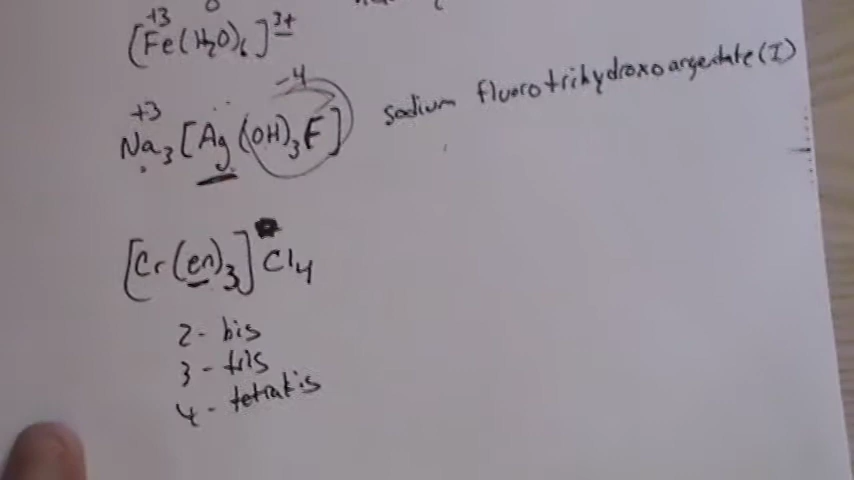 +3 0
[Fe(H2O)6]3+
-4
+3
Na3[Ag(OH)3F] sodium fluorotrihydroxoargentate(I)
[Cr(en)3]Cl4
2- bis
3- tris
4- tetrakis